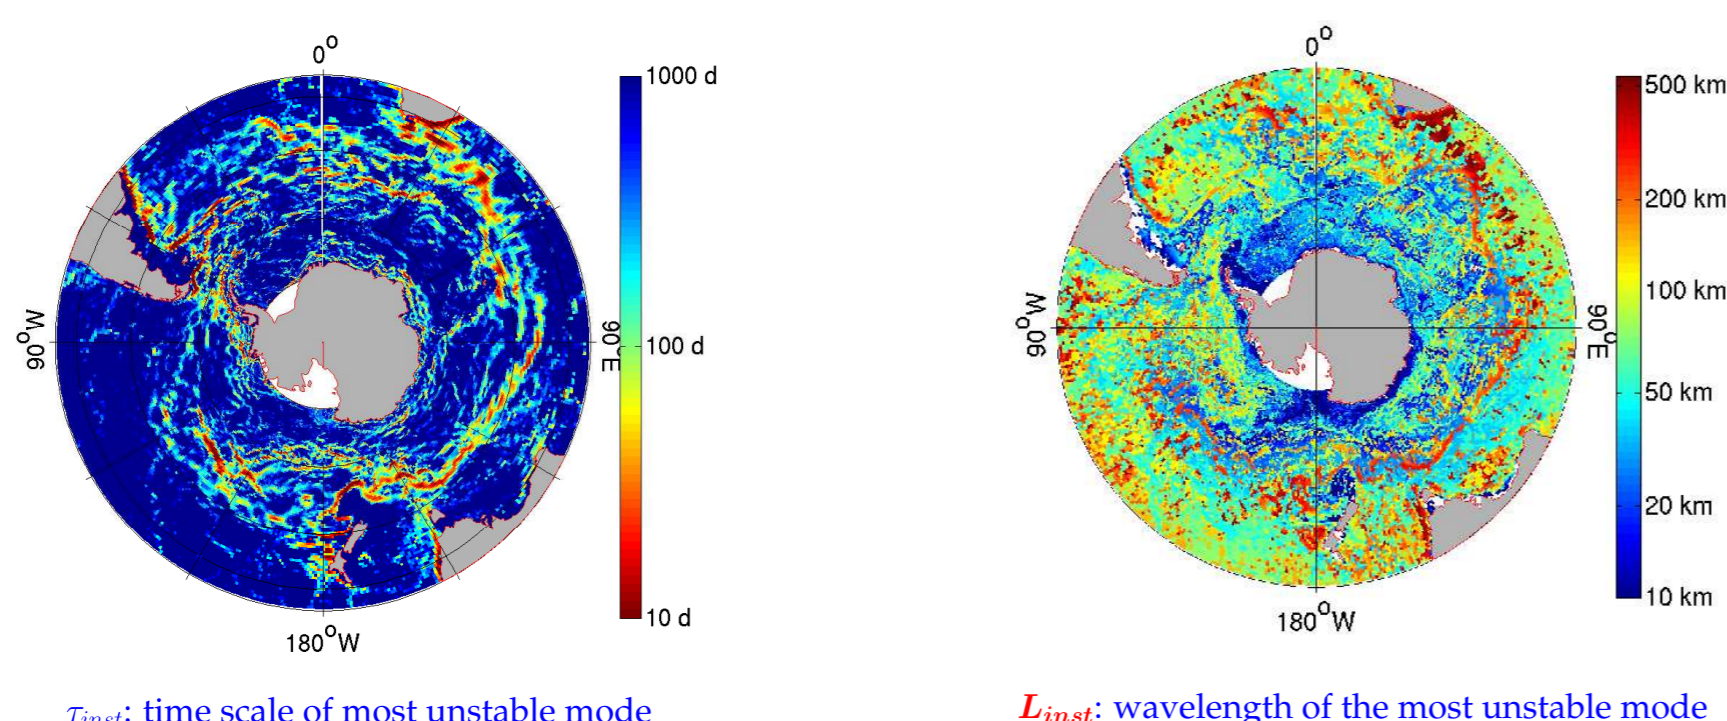 0°
1000 d
100 d
10 d
90°W
90°E
180°W
τinst: time scale of most unstable mode
0°
500 km
200 km
100 km
50 km
20 km
10 km
90°W
90°E
180°W
Linst: wavelength of the most unstable mode